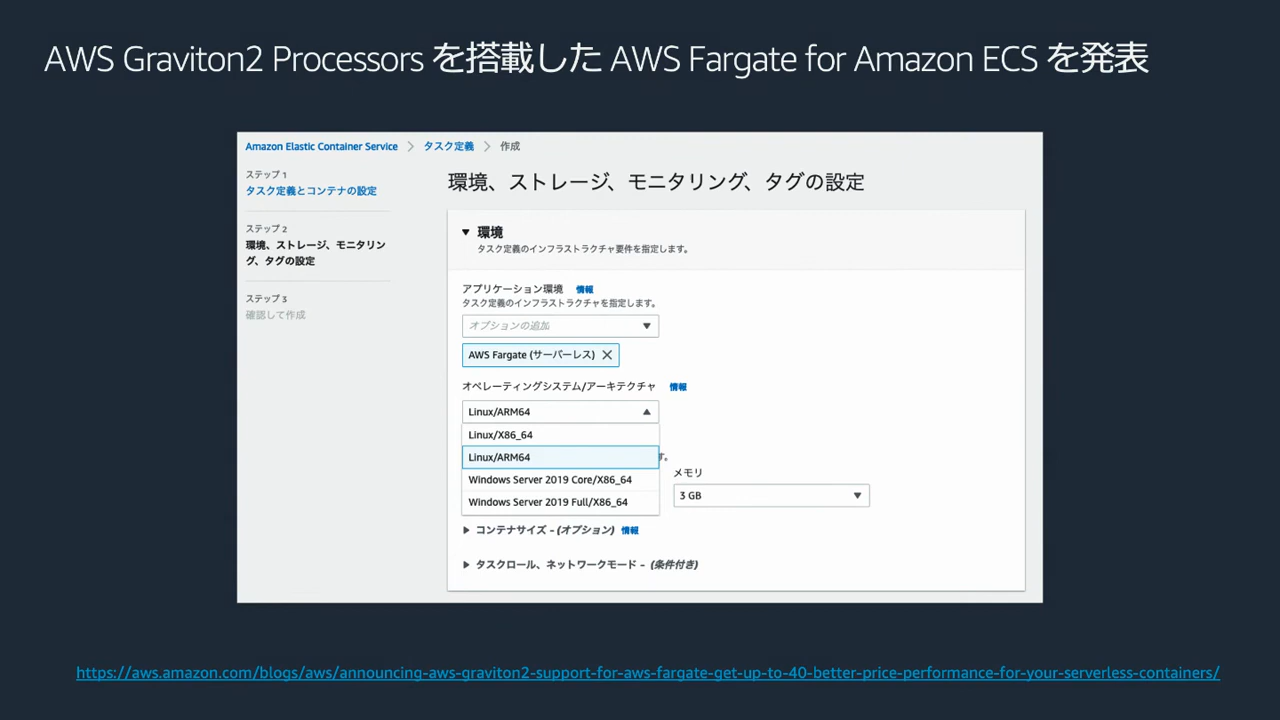 AWS Graviton2 Processors を搭載した AWS Fargate for Amazon ECS を発表
Amazon Elastic Container Service > タスク定義 > 作成
ステップ 1
タスク定義とコンテナの設定
ステップ 2
環境、ストレージ、モニタリン
グ、タグの設定
ステップ 3
確認して作成
環境、ストレージ、モニタリング、タグの設定
▼ 環境
タスク定義のインフラストラクチャ要件を指定します。
アプリケーション環境 情報
タスク定義のインフラストラクチャを指定します。
オプションの追加
AWS Fargate (サーバーレス) ×
オペレーティングシステム/アーキテクチャ 情報
Linux/ARM64
Linux/X86_64
Linux/ARM64
す。
Windows Server 2019 Core/X86_64
Windows Server 2019 Full/X86_64
メモリ
3 GB
▶ コンテナサイズ - (オプション) 情報
▶ タスクロール、ネットワークモード - (条件付き)
https://aws.amazon.com/blogs/aws/announcing-aws-graviton2-support-for-aws-fargate-get-up-to-40-better-price-performance-for-your-serverless-containers/